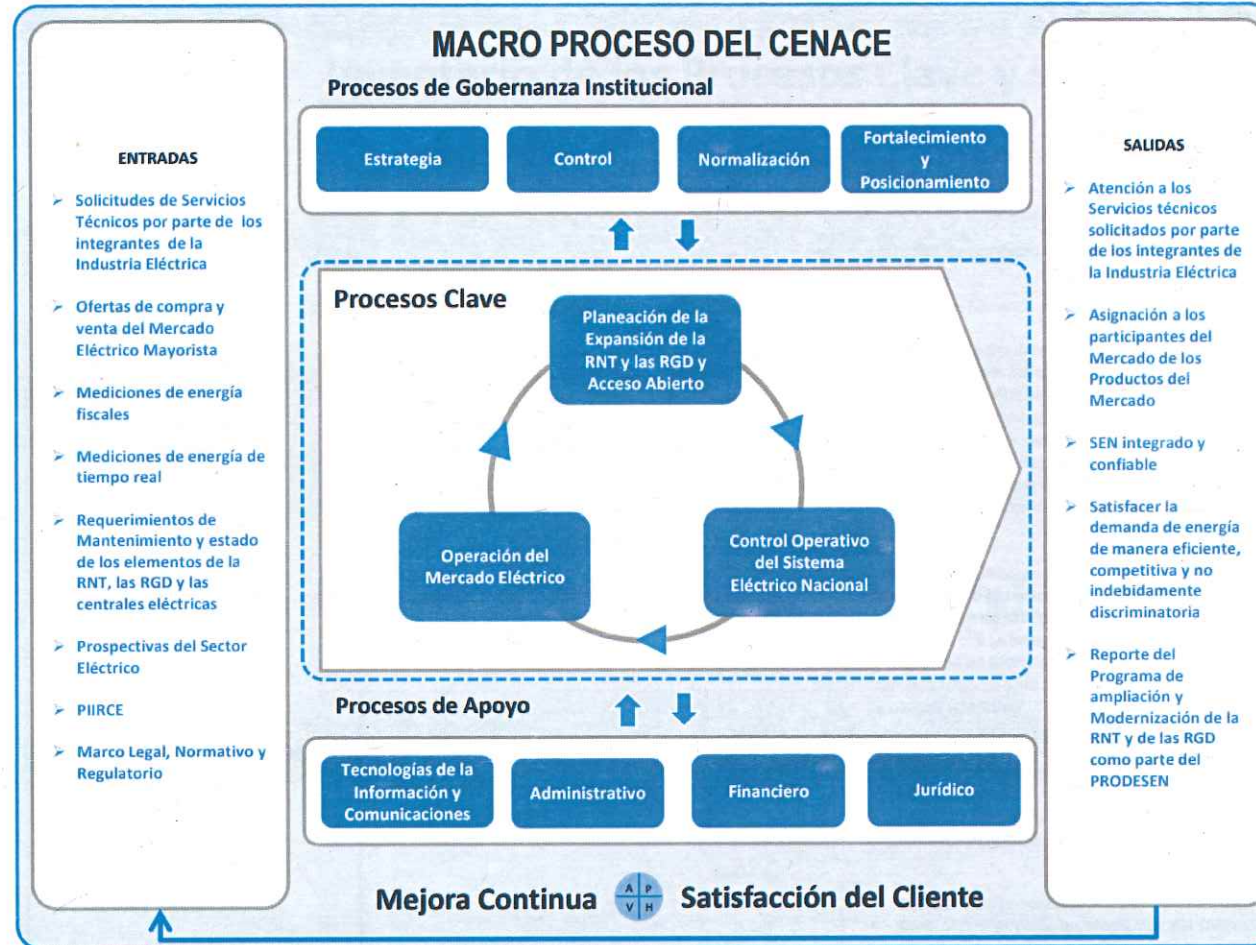 MACRO PROCESO DEL CENACE
ENTRADAS
Solicitudes de Servicios
Técnicos por parte de los
integrantes de la
Industria Eléctrica
Ofertas de compra y
venta del Mercado
Eléctrico Mayorista
Mediciones de energía
fiscales
Mediciones de energía de
tiempo real
Requerimientos de
Mantenimiento y estado
de los elementos de la
RNT, las RGD y las
centrales eléctricas
Prospectivas del Sector
Eléctrico
PIIRCE
Marco Legal, Normativo y
Regulatorio
Procesos de Gobernanza Institucional
Estrategia
Control
Normalización
Fortalecimiento
y
Posicionamiento
Procesos Clave
Planeación de la
Expansión de la
RNT y las RGD y
Acceso Abierto
Operación del
Mercado Eléctrico
Control Operativo
del Sistema
Eléctrico Nacional
Procesos de Apoyo
Tecnologías de la
Información y
Comunicaciones
Administrativo
Financiero
Jurídico
Mejora Continua
A P
V H
Satisfacción del Cliente
SALIDAS
Atención a los
Servicios técnicos
solicitados por parte
de los integrantes de
la Industria Eléctrica
Asignación a los
participantes del
Mercado de los
Productos del
Mercado
SEN integrado y
confiable
Satisfacer la
demanda de energía
de manera eficiente,
competitiva y no
indebidamente
discriminatoria
Reporte del
Programa de
ampliación y
Modernización de la
RNT y de las RGD
como parte del
PRODESEN